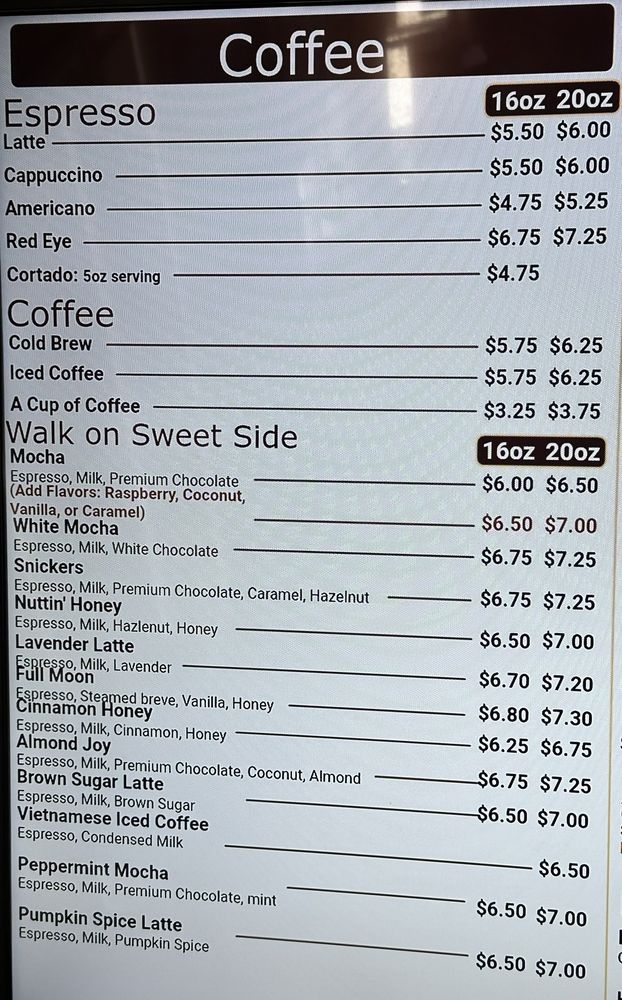 Coffee
Espresso 16oz 20oz
Latte $5.50 $6.00
Cappuccino $5.50 $6.00
Americano $4.75 $5.25
Red Eye $6.75 $7.25
Cortado: 5oz serving $4.75
Coffee
Cold Brew $5.75 $6.25
Iced Coffee $5.75 $6.25
A Cup of Coffee $3.25 $3.75
Walk on Sweet Side 16oz 20oz
Mocha
Espresso, Milk, Premium Chocolate $6.00 $6.50
(Add Flavors: Raspberry, Coconut,
Vanilla, or Caramel) $6.50 $7.00
White Mocha
Espresso, Milk, White Chocolate $6.75 $7.25
Snickers
Espresso, Milk, Premium Chocolate, Caramel, Hazelnut $6.75 $7.25
Nuttin' Honey
Espresso, Milk, Hazlenut, Honey $6.50 $7.00
Lavender Latte
Espresso, Milk, Lavender $6.70 $7.20
Full Moon
Espresso, Steamed breve, Vanilla, Honey $6.80 $7.30
Cinnamon Honey
Espresso, Milk, Cinnamon, Honey $6.25 $6.75
Almond Joy
Espresso, Milk, Premium Chocolate, Coconut, Almond $6.75 $7.25
Brown Sugar Latte
Espresso, Milk, Brown Sugar $6.50 $7.00
Vietnamese Iced Coffee
Espresso, Condensed Milk $6.50
Peppermint Mocha
Espresso, Milk, Premium Chocolate, mint $6.50 $7.00
Pumpkin Spice Latte
Espresso, Milk, Pumpkin Spice $6.50 $7.00